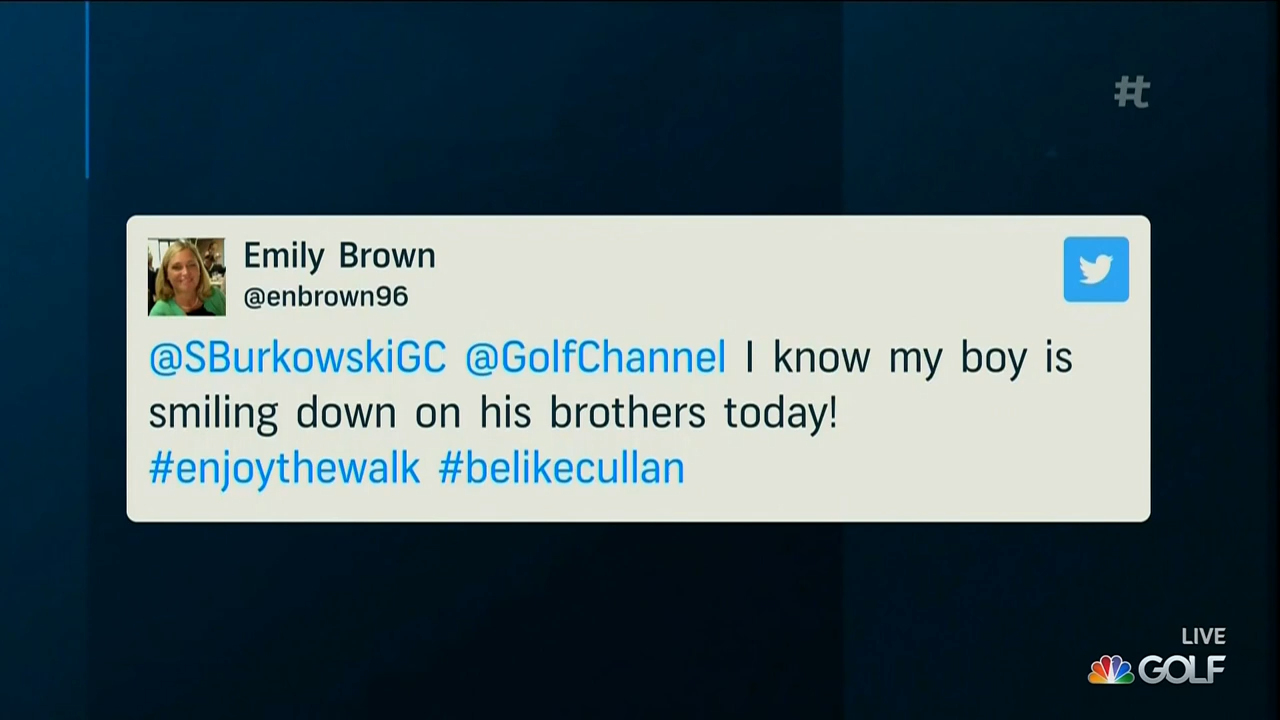 #t
Emily Brown
@enbrown96
@SBurkowskiGC @GolfChannel I know my boy is
smiling down on his brothers today!
#enjoythewalk #belikecullan
LIVE
GOLF